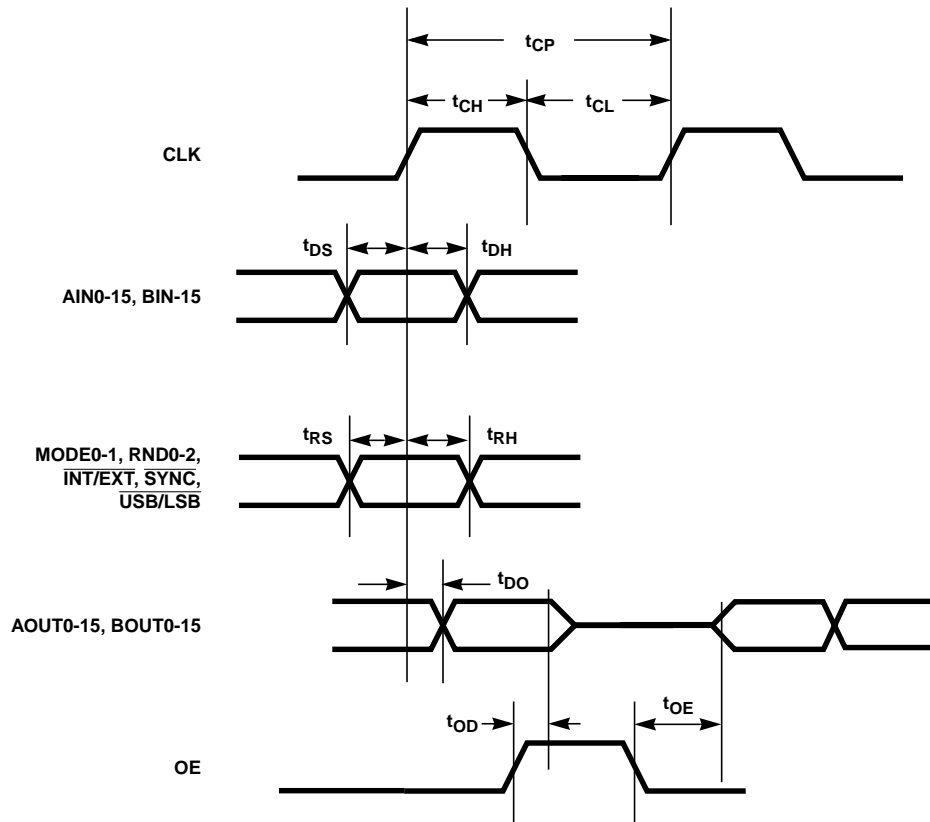 tCP
tCH
tCL
CLK
tDS
tDH
AIN0-15, BIN-15
tRS
tRH
MODE0-1, RND0-2,
INT/EXT, SYNC,
USB/LSB
tDO
AOUT0-15, BOUT0-15
tOD
tOE
OE